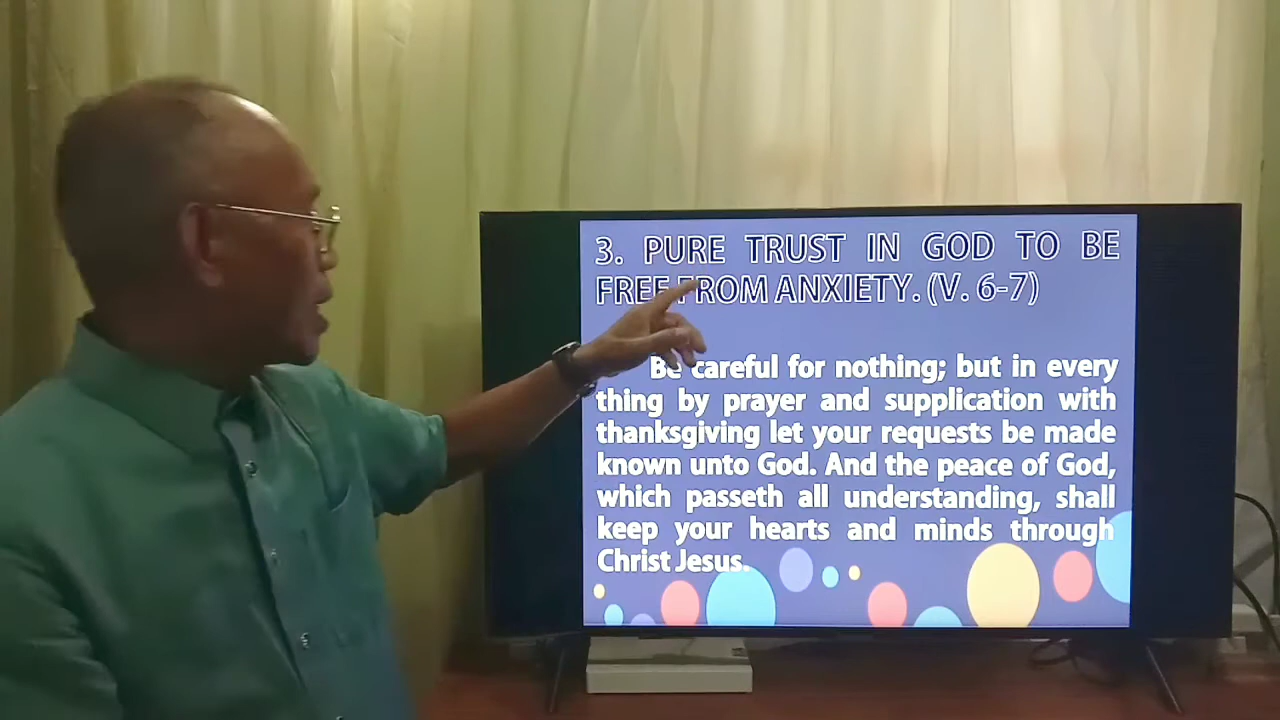 3. PURE TRUST IN GOD TO BE
FREE FROM ANXIETY. (V. 6-7)
Be careful for nothing; but in every
thing by prayer and supplication with
thanksgiving let your requests be made
known unto God. And the peace of God,
which passeth all understanding, shall
keep your hearts and minds through
Christ Jesus.